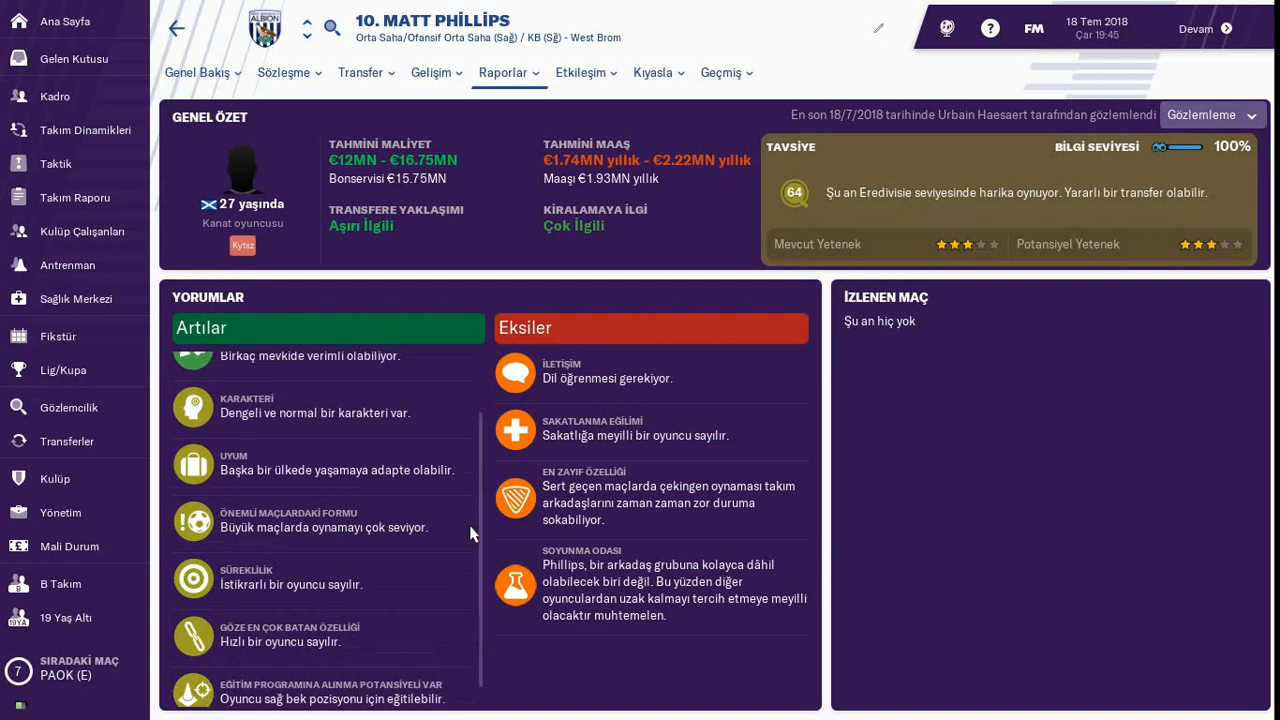 Ana Sayfa
Gelen Kutusu
Kadro
Takım Dinamikleri
Taktik
Takım Raporu
Kulüp Çalışanları
Antrenman
Sağlık Merkezi
Fikstür
Lig/Kupa
Gözlemcilik
Transferler
Kulüp
Yönetim
Mali Durum
B
B Takım
19YA
19 Yaş Altı
7
SIRADAKİ MAÇ
PAOK (E)
ALBION
10. MATT PHİLLİPS
Orta Saha/Ofansif Orta Saha (Sağ) / KB (Sğ) - West Brom
?
FM
18 Tem 2018
Çar 19:45
Devam
Genel Bakış
Sözleşme
Transfer
Gelişim
Raporlar
Etkileşim
Kıyasla
Geçmiş
GENEL ÖZET
En son 18/7/2018 tarihinde Urbain Haesaert tarafından gözlemlendi
Gözlemleme
27 yaşında
Kanat oyuncusu
Kytsz
TAHMİNİ MALİYET
€12MN - €16.75MN
Bonservisi €15.75MN
TRANSFERE YAKLAŞIMI
Aşırı İlgili
TAHMİNİ MAAŞ
€1.74MN yıllık - €2.22MN yıllık
Maaşı €1.93MN yıllık
KİRALAMAYA İLGİ
Çok İlgili
TAVSİYE
BİLGİ SEVİYESİ
100%
64
Şu an Eredivisie seviyesinde harika oynuyor. Yararlı bir transfer olabilir.
Mevcut Yetenek
Potansiyel Yetenek
YORUMLAR
Artılar
Birkaç mevkide verimli olabiliyor.
KARAKTERİ
Dengeli ve normal bir karakteri var.
UYUM
Başka bir ülkede yaşamaya adapte olabilir.
ÖNEMLİ MAÇLARDAKİ FORMU
Büyük maçlarda oynamayı çok seviyor.
SÜREKLİLİK
İstikrarlı bir oyuncu sayılır.
GÖZE EN ÇOK BATAN ÖZELLİĞİ
Hızlı bir oyuncu sayılır.
EĞİTİM PROGRAMINA ALINMA POTANSİYELİ VAR
Oyuncu sağ bek pozisyonu için eğitilebilir.
Eksiler
İLETİŞİM
Dil öğrenmesi gerekiyor.
SAKATLANMA EĞİLİMİ
Sakatlığa meyilli bir oyuncu sayılır.
EN ZAYIF ÖZELLİĞİ
Sert geçen maçlarda çekingen oynaması takım
arkadaşlarını zaman zaman zor duruma
sokabiliyor.
SOYUNMA ODASI
Phillips, bir arkadaş grubuna kolayca dâhil
olabilecek biri değil. Bu yüzden diğer
oyunculardan uzak kalmayı tercih etmeye meyilli
olacaktır muhtemelen.
İZLENEN MAÇ
Şu an hiç yok